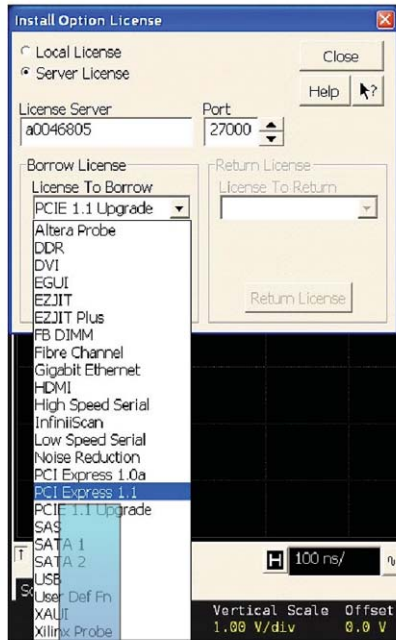 Install Option License
Local License
Server License
Close
Help
?
License Server
Port
a0046805
27000
Borrow License
License To Borrow
PCIE 1.1 Upgrade
Return License
License To Return
Return License
Altera Probe
DDR
DVI
EGUI
EZJIT
EZJIT Plus
FB DIMM
Fibre Channel
Gigabit Ethernet
HDMI
High Speed Serial
InfiniiScan
Low Speed Serial
Noise Reduction
PCI Express 1.0a
PCI Express 1.1
PCIE 1.1 Upgrade
SAS
SATA 1
SATA 2
USB
User Def Fn
XAUI
Xilinx Probe
T
H
100 ns/
Vertical Scale Offset
1.00 V/div 0.0 V